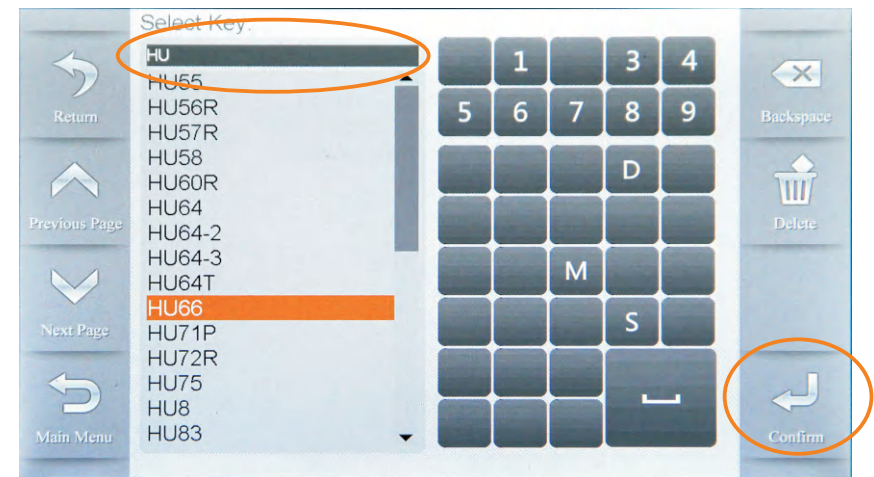 Select Key:
HU
HU55
HU56R
HU57R
HU58
HU60R
HU64
HU64-2
HU64-3
HU64T
HU66
HU71P
HU72R
HU75
HU8
HU83
1 3 4
5 6 7 8 9
D
M
S
Return
Previous Page
Next Page
Main Menu
Backspace
Delete
Confirm